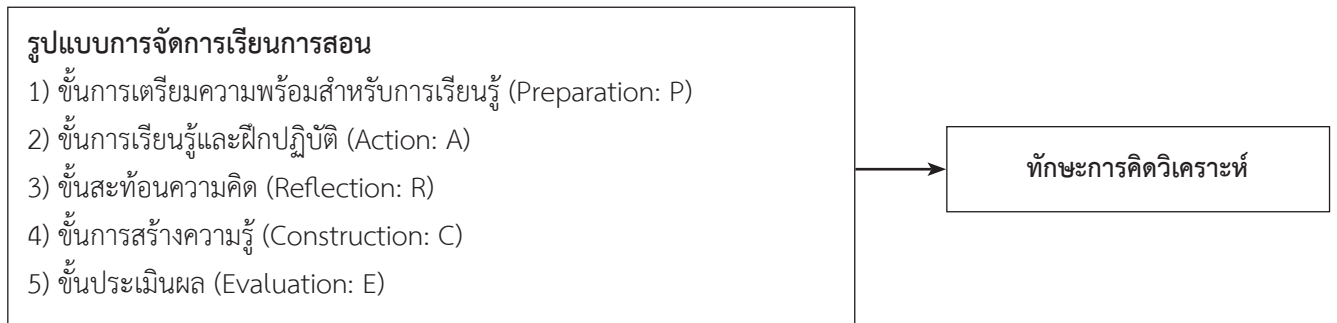 รูปแบบการจัดการเรียนการสอน
1) ขั้นการเตรียมความพร้อมสำหรับการเรียนรู้ (Preparation: P)
2) ขั้นการเรียนรู้และฝึกปฏิบัติ (Action: A)
3) ขั้นสะท้อนความคิด (Reflection: R)
4) ขั้นการสร้างความรู้ (Construction: C)
5) ขั้นประเมินผล (Evaluation: E)
ทักษะการคิดวิเคราะห์